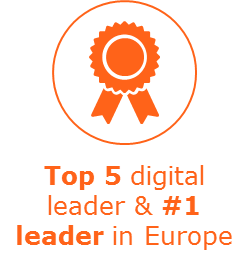 Top 5 digital
leader & #1
leader in Europe